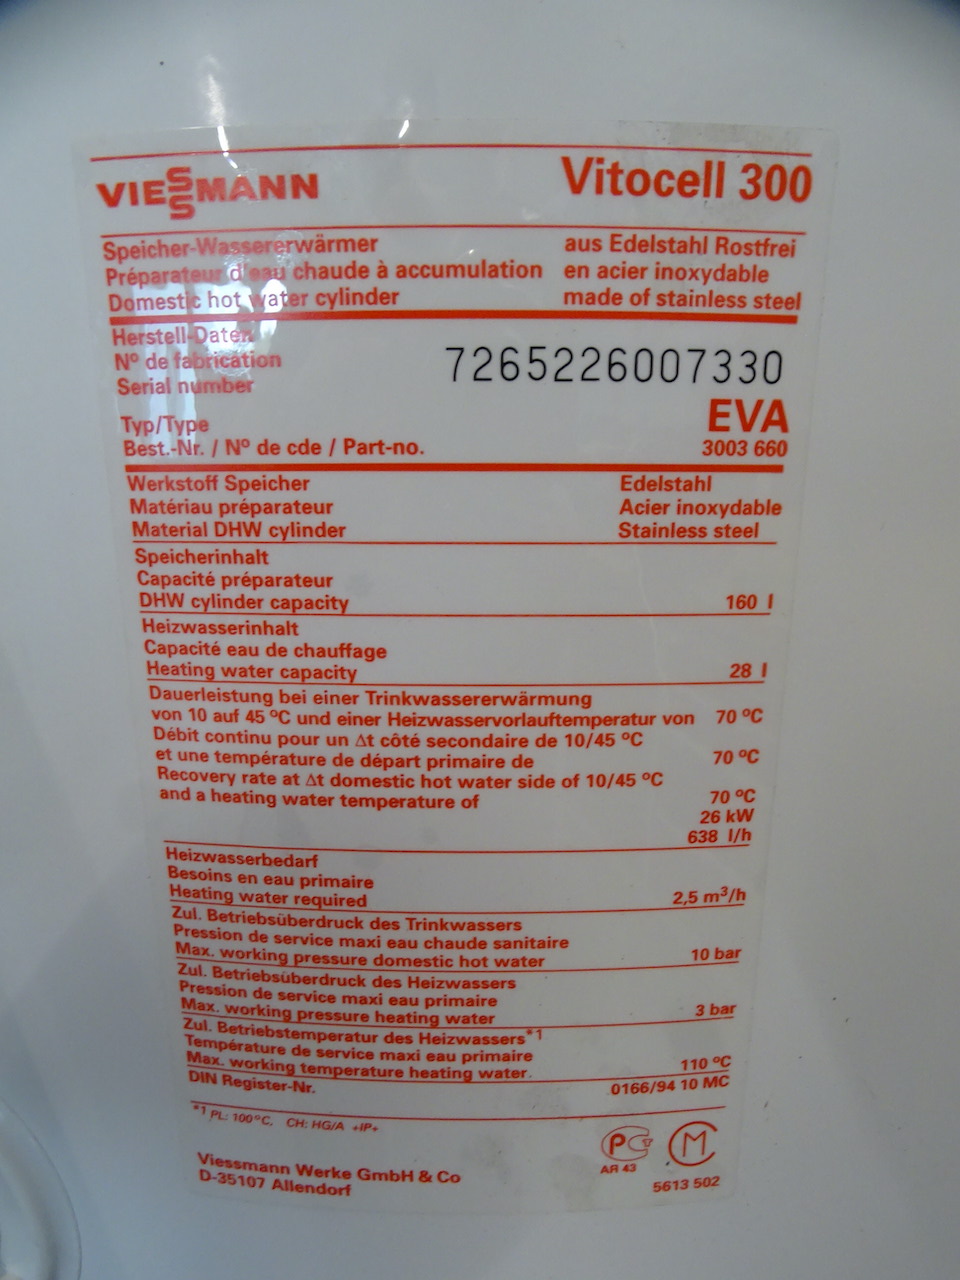 VIESSMANN Vitocell 300
Speicher-Wassererwärmer aus Edelstahl Rostfrei
Préparateur d'eau chaude à accumulation en acier inoxydable
Domestic hot water cylinder made of stainless steel
Herstell-Daten
Nº de fabrication 7265226007330
Serial number
Typ/Type EVA
Best.-Nr. / Nº de cde / Part-no. 3003 660
Werkstoff Speicher Edelstahl
Matériau préparateur Acier inoxydable
Material DHW cylinder Stainless steel
Speicherinhalt
Capacité préparateur
DHW cylinder capacity 160 l
Heizwasserinhalt
Capacité eau de chauffage
Heating water capacity 28 l
Dauerleistung bei einer Trinkwassererwärmung
von 10 auf 45 ºC und einer Heizwasservorlauftemperatur von 70 ºC
Débit continu pour un Δt côté secondaire de 10/45 ºC
et une température de départ primaire de 70 ºC
Recovery rate at Δt domestic hot water side of 10/45 ºC
and a heating water temperature of 70 ºC
26 kW
638 l/h
Heizwasserbedarf
Besoins en eau primaire
Heating water required 2,5 m³/h
Zul. Betriebsüberdruck des Trinkwassers
Pression de service maxi eau chaude sanitaire
Max. working pressure domestic hot water 10 bar
Zul. Betriebsüberdruck des Heizwassers
Pression de service maxi eau primaire
Max. working pressure heating water 3 bar
Zul. Betriebstemperatur des Heizwassers*1
Température de service maxi eau primaire
Max. working temperature heating water. 110 ºC
DIN Register-Nr. 0166/94 10 MC
*1 PL: 100ºC, CH: HG/A +IP+
PC M
AR 43
Viessmann Werke GmbH & Co
D-35107 Allendorf 5613 502